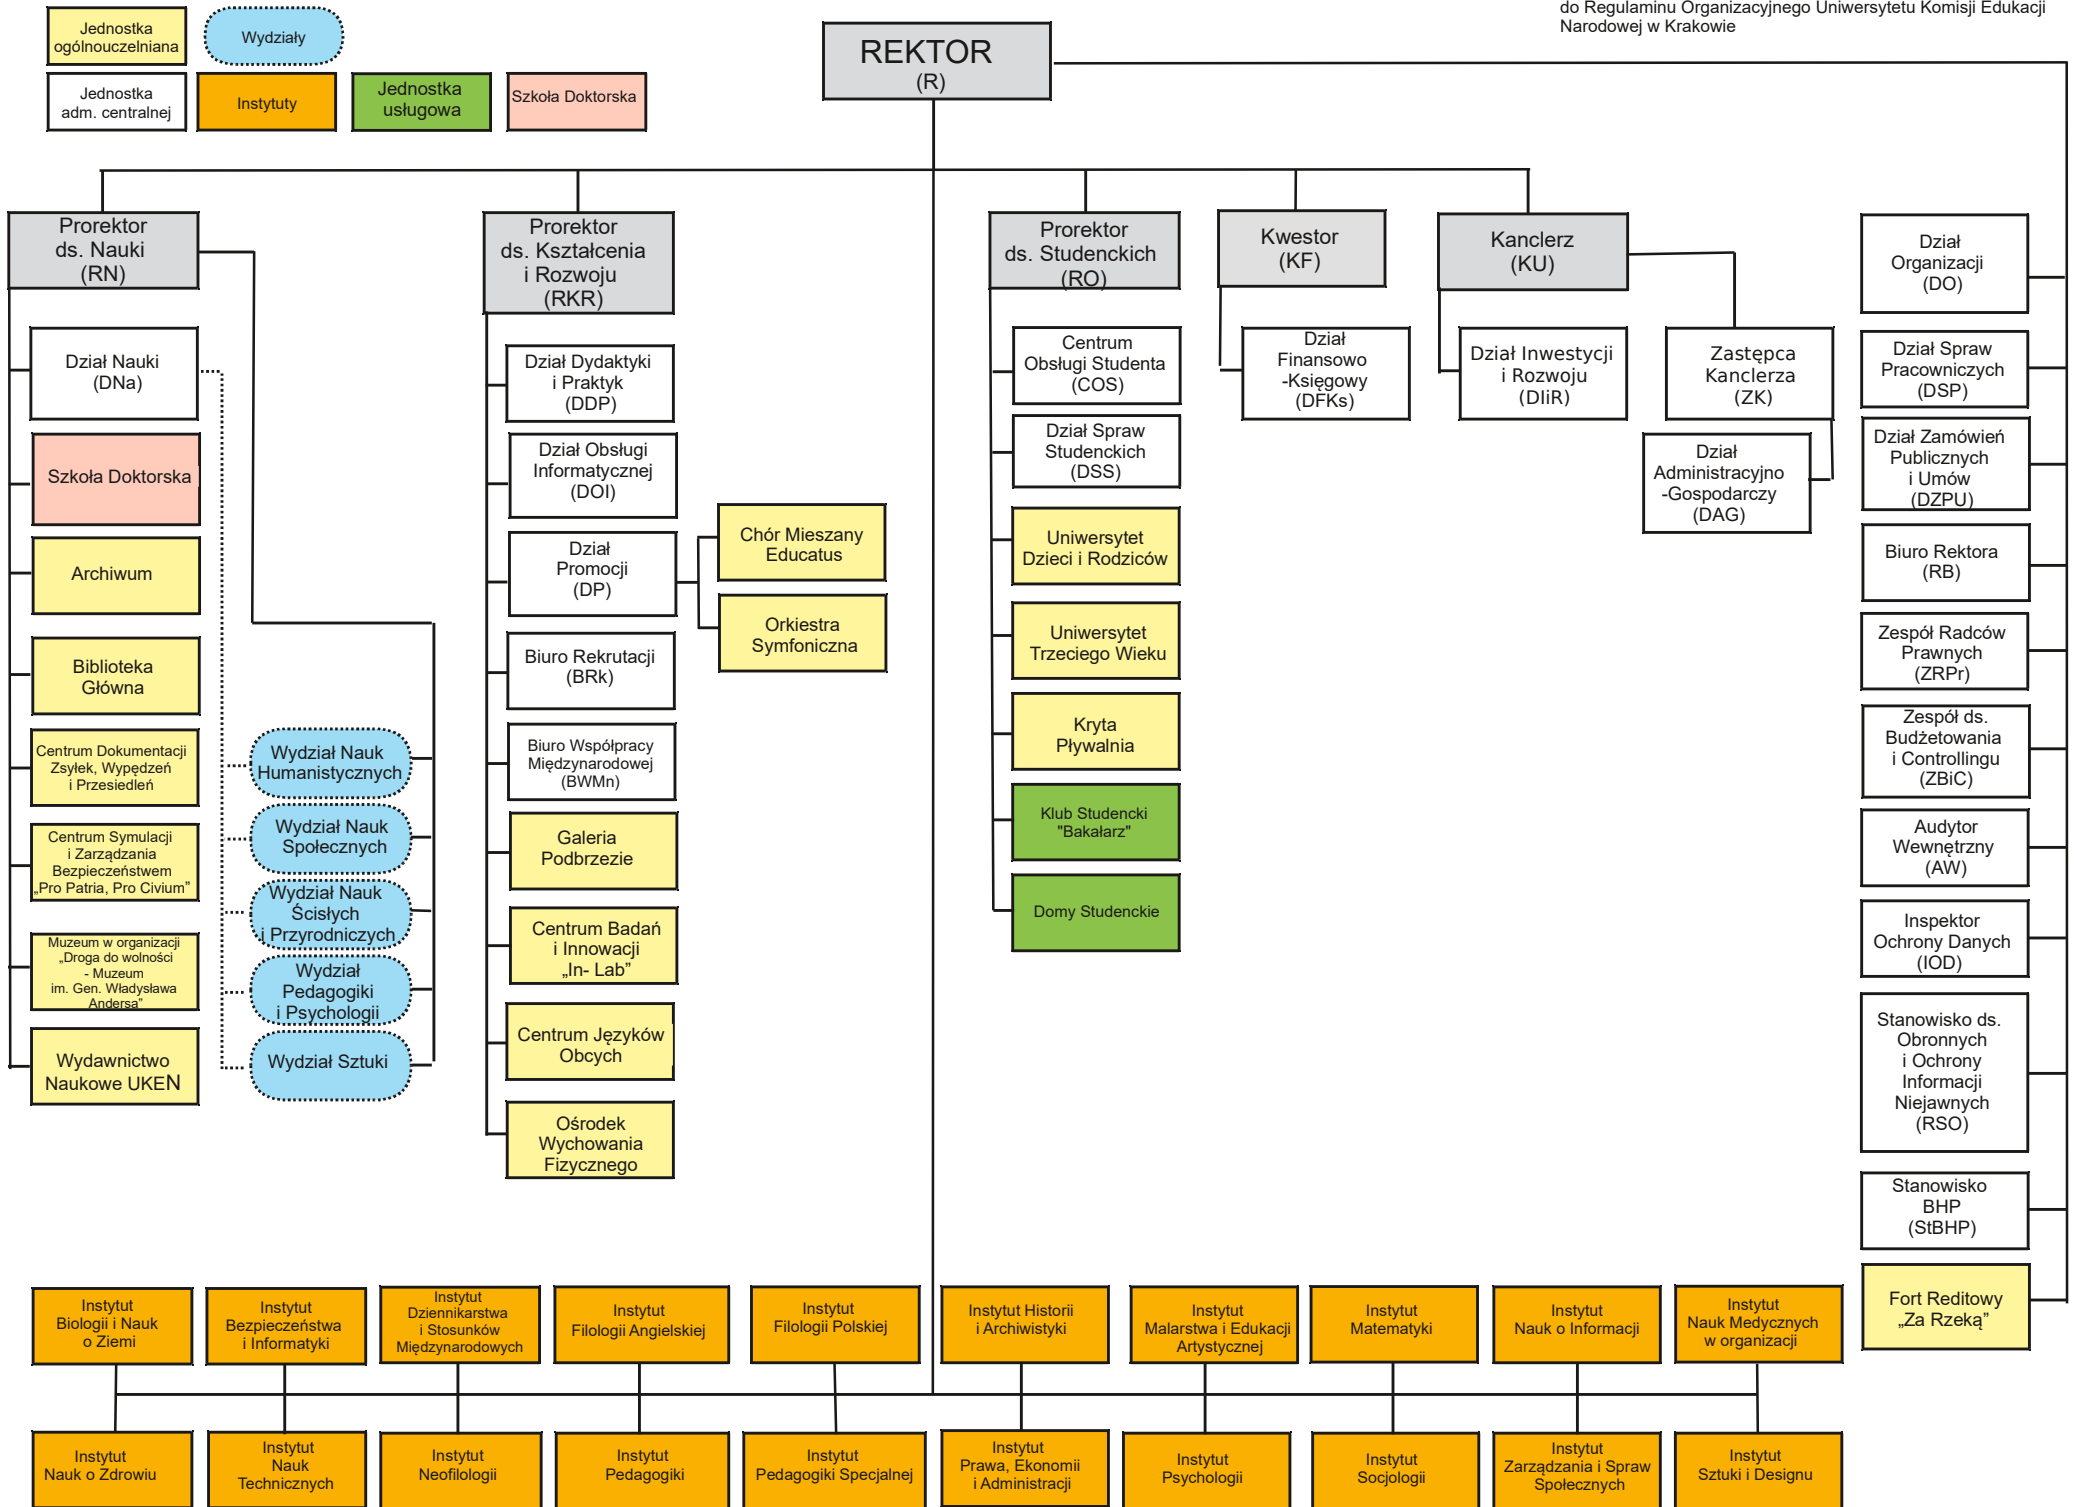 do Regulaminu Organizacyjnego Uniwersytetu Komisji Edukacji
Narodowej w Krakowie
Jednostka
ogólnouczelniana
Wydziały
Jednostka
adm. centralnej
Instytuty
Jednostka
usługowa
Szkoła Doktorska
REKTOR
(R)
Prorektor
ds. Nauki
(RN)
Prorektor
ds. Kształcenia
i Rozwoju
(RKR)
Prorektor
ds. Studenckich
(RO)
Kwestor
(KF)
Kanclerz
(KU)
Dział Nauki
(DNa)
Szkoła Doktorska
Archiwum
Biblioteka
Główna
Centrum Dokumentacji
Zsyłek, Wypędzeń
i Przesiedleń
Centrum Symulacji
i Zarządzania
Bezpieczeństwem
„Pro Patria, Pro Civium”
Muzeum w organizacji
„Droga do wolności
- Muzeum
im. Gen. Władysława
Andersa”
Wydawnictwo
Naukowe UKEN
Wydział Nauk
Humanistycznych
Wydział Nauk
Społecznych
Wydział Nauk
Ścisłych
i Przyrodniczych
Wydział
Pedagogiki
i Psychologii
Wydział Sztuki
Dział Dydaktyki
i Praktyk
(DDP)
Dział Obsługi
Informatycznej
(DOI)
Dział
Promocji
(DP)
Chór Mieszany
Educatus
Orkiestra
Symfoniczna
Biuro Rekrutacji
(BRk)
Biuro Współpracy
Międzynarodowej
(BWMn)
Galeria
Podbrzezie
Centrum Badań
i Innowacji
„In- Lab”
Centrum Języków
Obcych
Ośrodek
Wychowania
Fizycznego
Centrum
Obsługi Studenta
(COS)
Dział Spraw
Studenckich
(DSS)
Uniwersytet
Dzieci i Rodziców
Uniwersytet
Trzeciego Wieku
Kryta
Pływalnia
Klub Studencki
"Bakałarz"
Domy Studenckie
Dział
Finansowo
-Księgowy
(DFKs)
Dział Inwestycji
i Rozwoju
(DIiR)
Zastępca
Kanclerza
(ZK)
Dział
Administracyjno
-Gospodarczy
(DAG)
Dział
Organizacji
(DO)
Dział Spraw
Pracowniczych
(DSP)
Dział Zamówień
Publicznych
i Umów
(DZPU)
Biuro Rektora
(RB)
Zespół Radców
Prawnych
(ZRPr)
Zespół ds.
Budżetowania
i Controllingu
(ZBiC)
Audytor
Wewnętrzny
(AW)
Inspektor
Ochrony Danych
(IOD)
Stanowisko ds.
Obronnych
i Ochrony
Informacji
Niejawnych
(RSO)
Stanowisko
BHP
(StBHP)
Fort Reditowy
„Za Rzeką”
Instytut
Biologii i Nauk
o Ziemi
Instytut
Bezpieczeństwa
i Informatyki
Instytut
Dziennikarstwa
i Stosunków
Międzynarodowych
Instytut
Filologii Angielskiej
Instytut
Filologii Polskiej
Instytut Historii
i Archiwistyki
Instytut
Malarstwa i Edukacji
Artystycznej
Instytut
Matematyki
Instytut
Nauk o Informacji
Instytut
Nauk Medycznych
w organizacji
Instytut
Nauk o Zdrowiu
Instytut
Nauk
Technicznych
Instytut
Neofilologii
Instytut
Pedagogiki
Instytut
Pedagogiki Specjalnej
Instytut
Prawa, Ekonomii
i Administracji
Instytut
Psychologii
Instytut
Socjologii
Instytut
Zarządzania i Spraw
Społecznych
Instytut
Sztuki i Designu